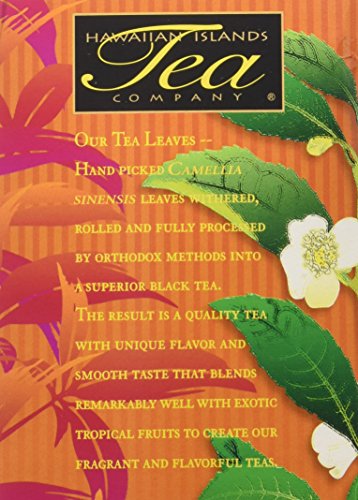 HAWAIIAN ISLANDS
Tea
COMPANY ®
OUR TEA LEAVES --
HAND PICKED CAMELLIA
SINENSIS LEAVES WITHERED,
ROLLED AND FULLY PROCESSED
BY ORTHODOX METHODS INTO
A SUPERIOR BLACK TEA.
THE RESULT IS A QUALITY TEA
WITH UNIQUE FLAVOR AND
SMOOTH TASTE THAT BLENDS
REMARKABLY WELL WITH EXOTIC
TROPICAL FRUITS TO CREATE OUR
FRAGRANT AND FLAVORFUL TEAS.